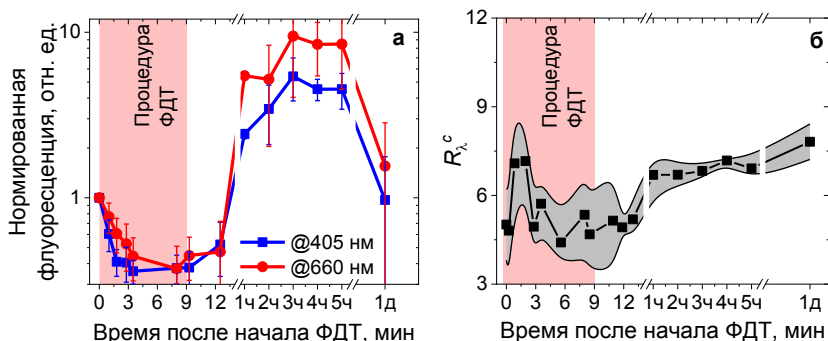 Нормированная
флуоресценция, отн. ед.
10
1
Процедура
ФДТ
а
@405 нм
@660 нм
0 3 6 9 12 1ч 2ч 3ч 4ч 5ч 1д
Время после начала ФДТ, мин
R_λ^c
12
9
6
3
Процедура
ФДТ
б
0 3 6 9 12 1ч 2ч 3ч 4ч 5ч 1д
Время после начала ФДТ, мин